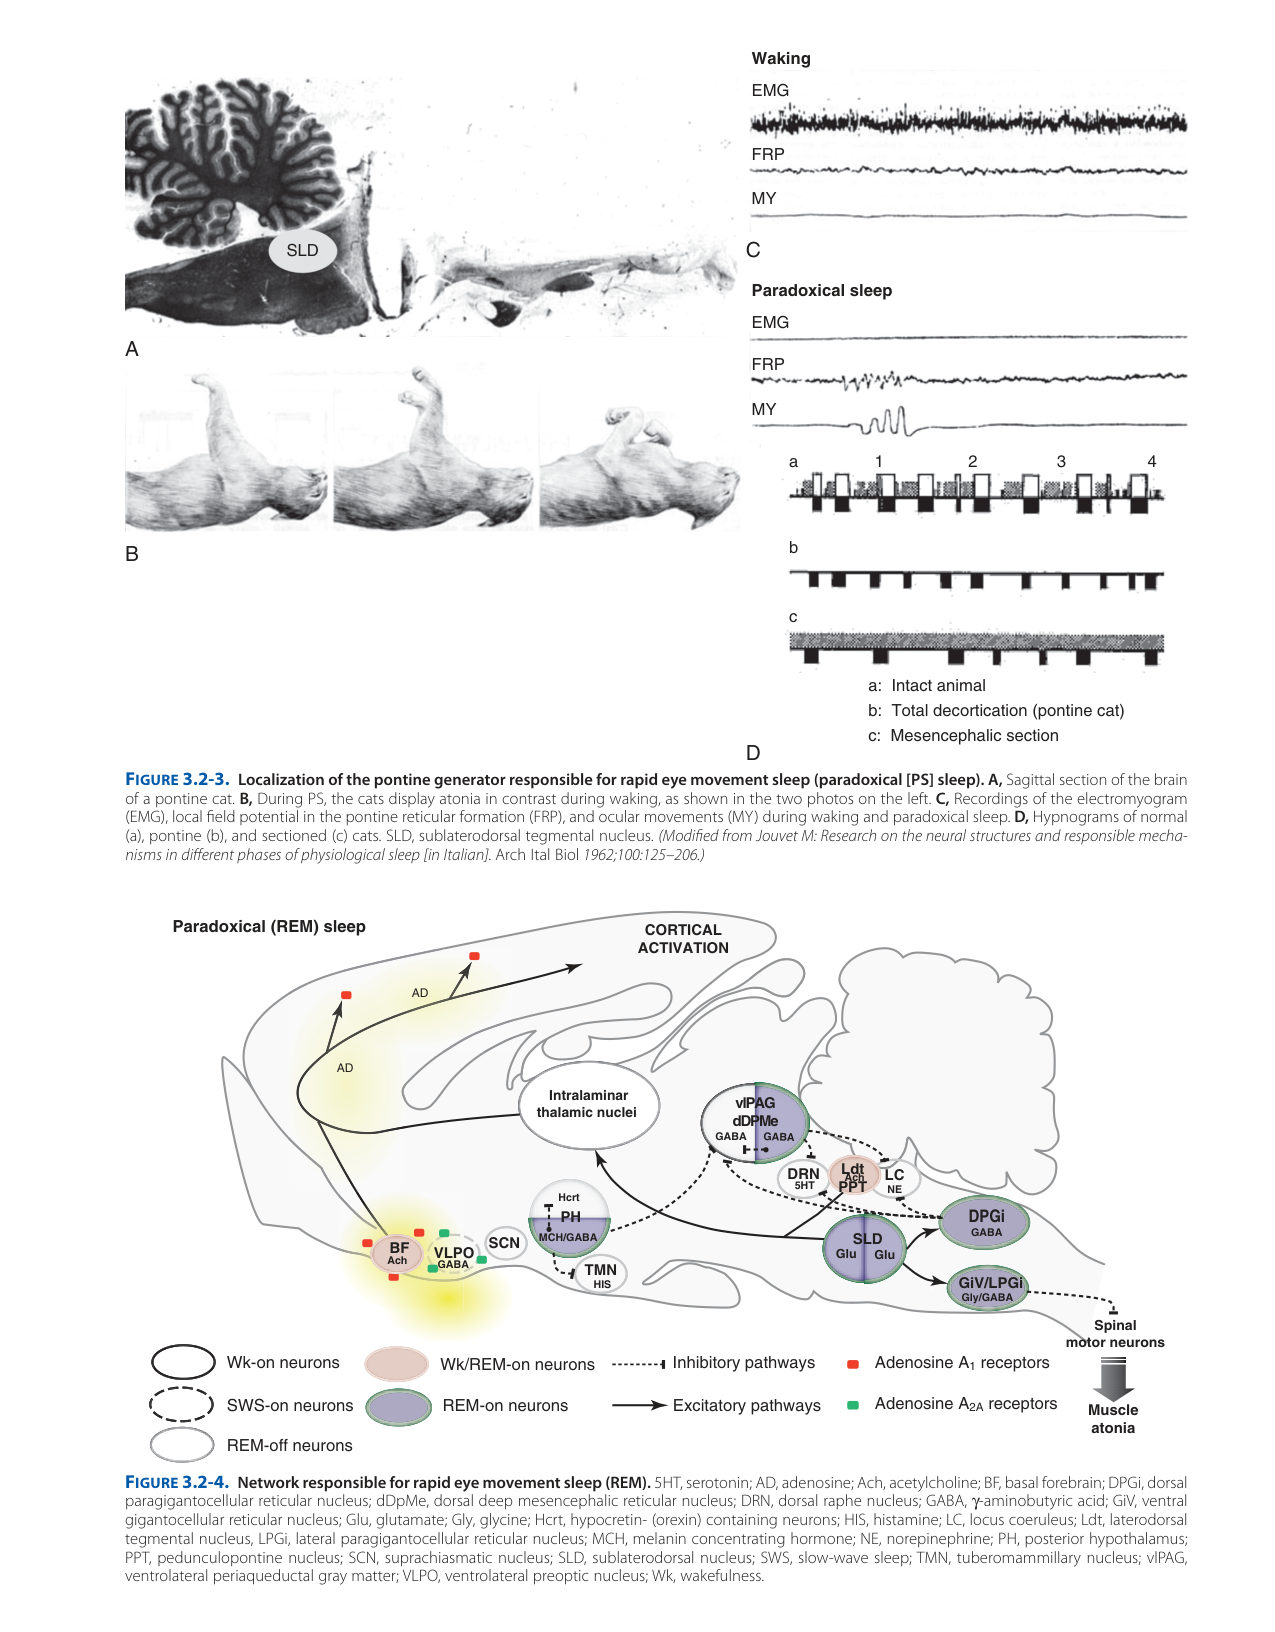 Waking
EMG
FRP
MY
C
SLD
A
B
Paradoxical sleep
EMG
FRP
MY
a 1 2 3 4
b
c
a: Intact animal
b: Total decortication (pontine cat)
c: Mesencephalic section
D
FIGURE 3.2-3. Localization of the pontine generator responsible for rapid eye movement sleep (paradoxical [PS] sleep). A, Sagittal section of the brain
of a pontine cat. B, During PS, the cats display atonia in contrast during waking, as shown in the two photos on the left. C, Recordings of the electromyogram
(EMG), local field potential in the pontine reticular formation (FRP), and ocular movements (MY) during waking and paradoxical sleep. D, Hypnograms of normal
(a), pontine (b), and sectioned (c) cats. SLD, sublaterodorsal tegmental nucleus. (Modified from Jouvet M: Research on the neural structures and responsible mecha-
nisms in different phases of physiological sleep [in Italian]. Arch Ital Biol 1962;100:125–206.)
Paradoxical (REM) sleep
CORTICAL
ACTIVATION
AD
AD
Intralaminar
thalamic nuclei
vlPAG
dDPMe
GABA GABA
DRN
5HT
Ldt
Ach
PPT
LC
NE
DPGi
GABA
SLD
Glu Glu
GiV/LPGi
Gly/GABA
Hcrt
PH
MCH/GABA
SCN
TMN
HIS
BF
Ach
VLPO
GABA
Spinal
motor neurons
Muscle
atonia
Wk-on neurons
Wk/REM-on neurons
Inhibitory pathways
Adenosine A1 receptors
SWS-on neurons
REM-on neurons
Excitatory pathways
Adenosine A2A receptors
REM-off neurons
FIGURE 3.2-4. Network responsible for rapid eye movement sleep (REM). 5HT, serotonin; AD, adenosine; Ach, acetylcholine; BF, basal forebrain; DPGi, dorsal
paragigantocellular reticular nucleus; dDpMe, dorsal deep mesencephalic reticular nucleus; DRN, dorsal raphe nucleus; GABA, γ-aminobutyric acid; GiV, ventral
gigantocellular reticular nucleus; Glu, glutamate; Gly, glycine; Hcrt, hypocretin- (orexin) containing neurons; HIS, histamine; LC, locus coeruleus; Ldt, laterodorsal
tegmental nucleus, LPGi, lateral paragigantocellular reticular nucleus; MCH, melanin concentrating hormone; NE, norepinephrine; PH, posterior hypothalamus;
PPT, pedunculopontine nucleus; SCN, suprachiasmatic nucleus; SLD, sublaterodorsal nucleus; SWS, slow-wave sleep; TMN, tuberomammillary nucleus; vlPAG,
ventrolateral periaqueductal gray matter; VLPO, ventrolateral preoptic nucleus; Wk, wakefulness.